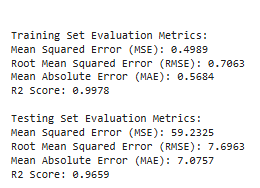 Training Set Evaluation Metrics:
Mean Squared Error (MSE): 0.4989
Root Mean Squared Error (RMSE): 0.7063
Mean Absolute Error (MAE): 0.5684
R2 Score: 0.9978
Testing Set Evaluation Metrics:
Mean Squared Error (MSE): 59.2325
Root Mean Squared Error (RMSE): 7.6963
Mean Absolute Error (MAE): 7.0757
R2 Score: 0.9659